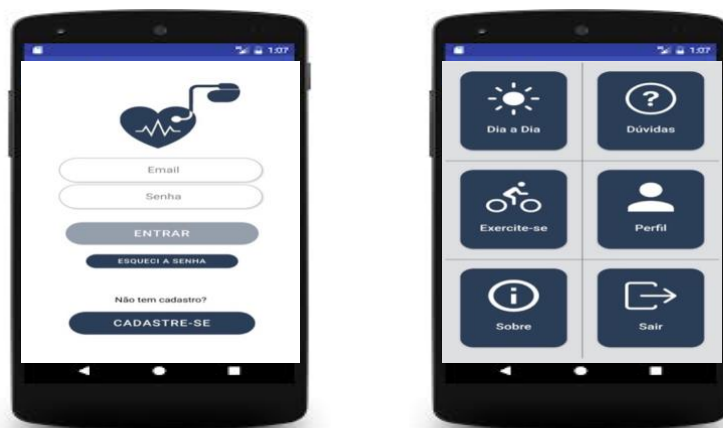 1:07
Email
Senha
ENTRAR
ESQUECI A SENHA
Não tem cadastro?
CADASTRE-SE
1:07
Dia a Dia
Dúvidas
Exercite-se
Perfil
Sobre
Sair